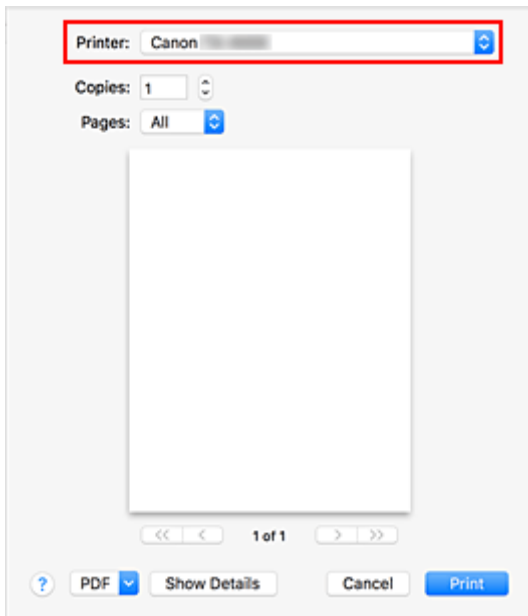 Printer: Canon
Copies: 1
Pages: All
<< < 1 of 1 > >>
? PDF Show Details Cancel Print